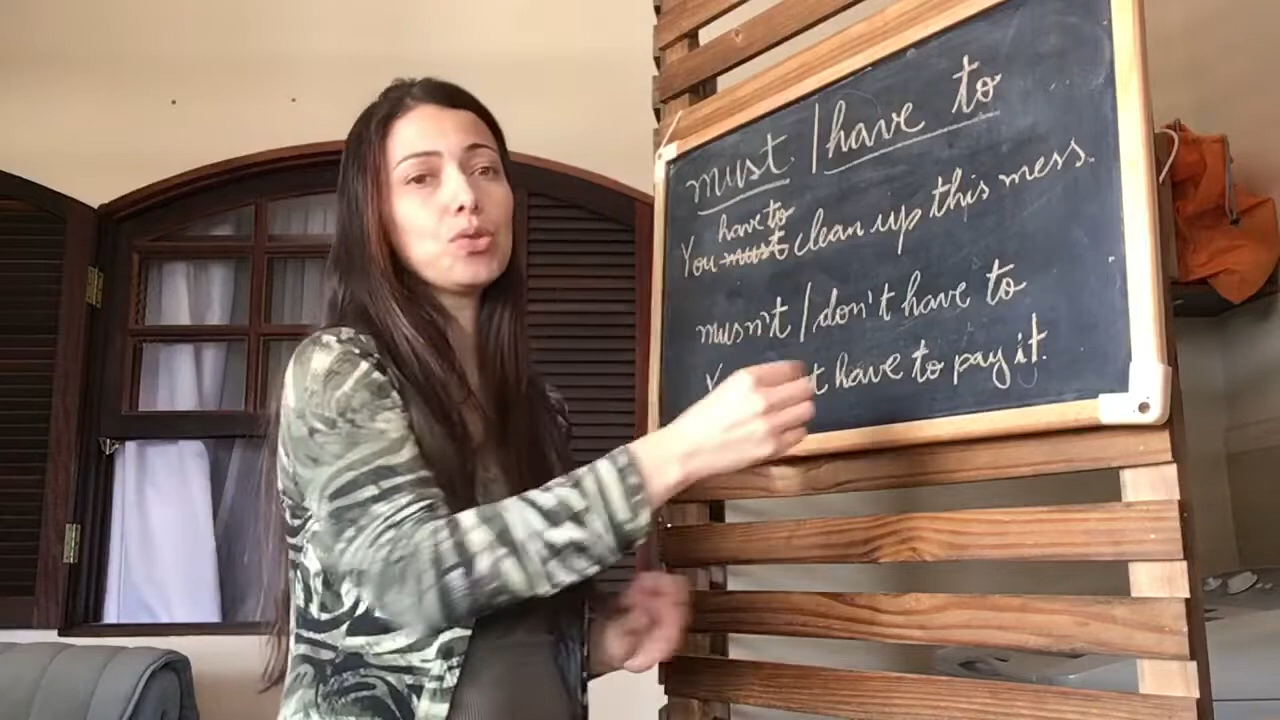 must / have to
have to
You must clean up this mess.
musn't / don't have to
have to pay it.